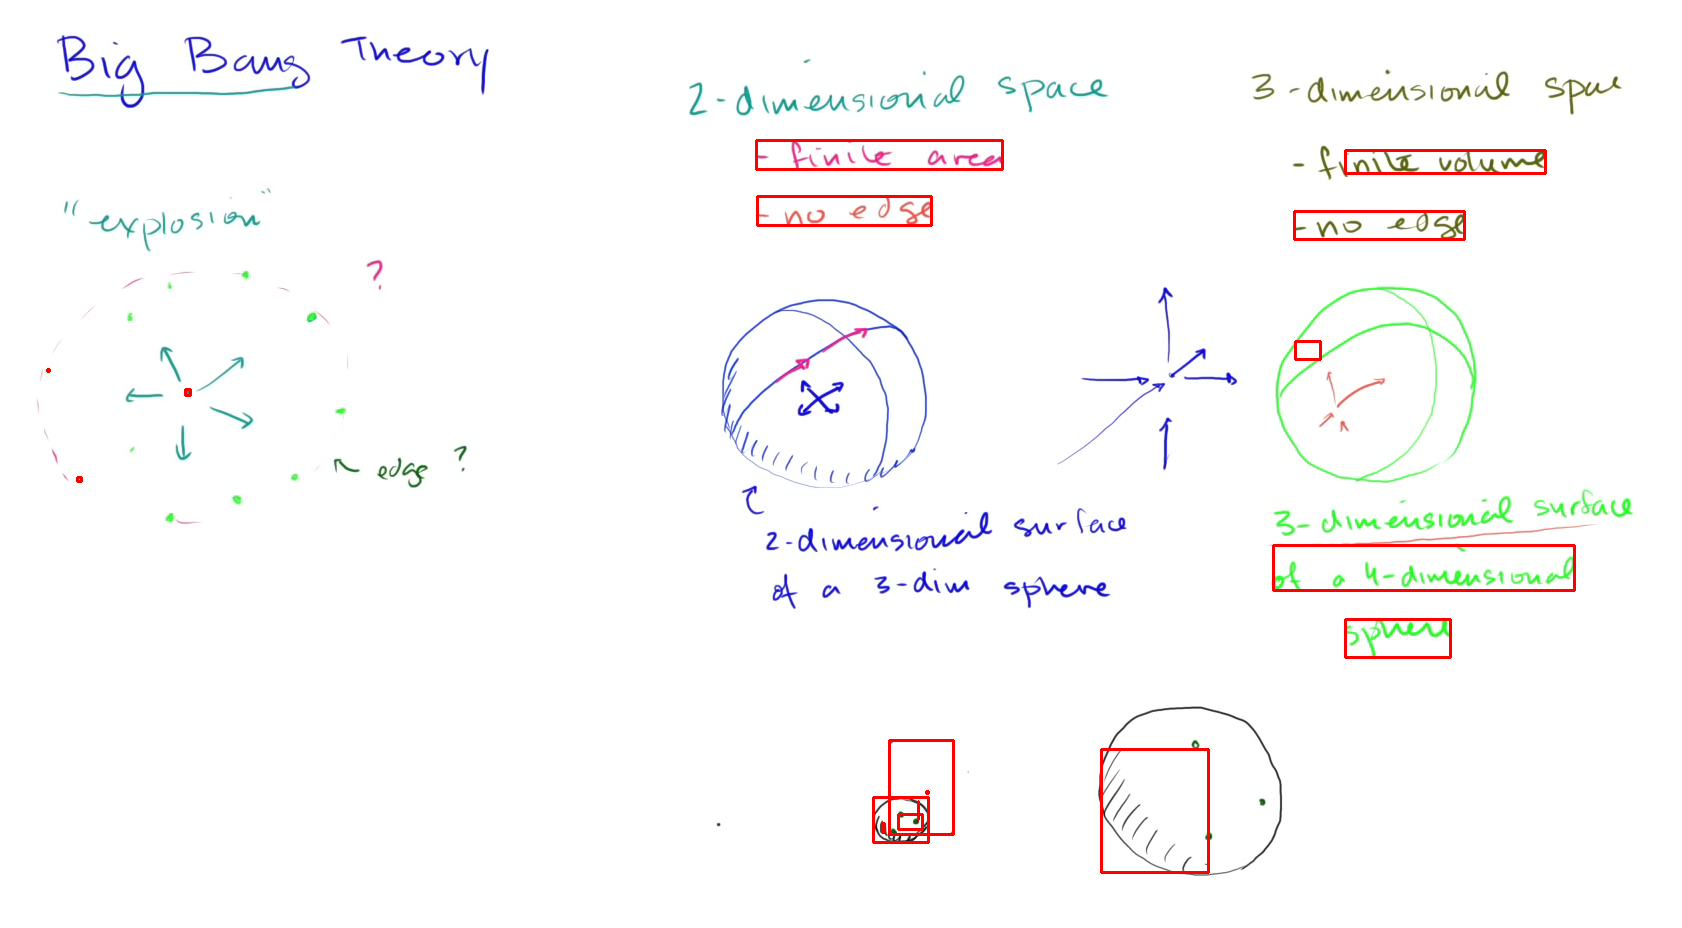 Big Bang Theory
"explosion"
?
edge ?
2-dimensional space
- finite area
- no edge
2-dimensional surface
of a 3-dim sphere
3-dimensional space
- finite volume
- no edge
3-dimensional surface
of a 4-dimensional
sphere